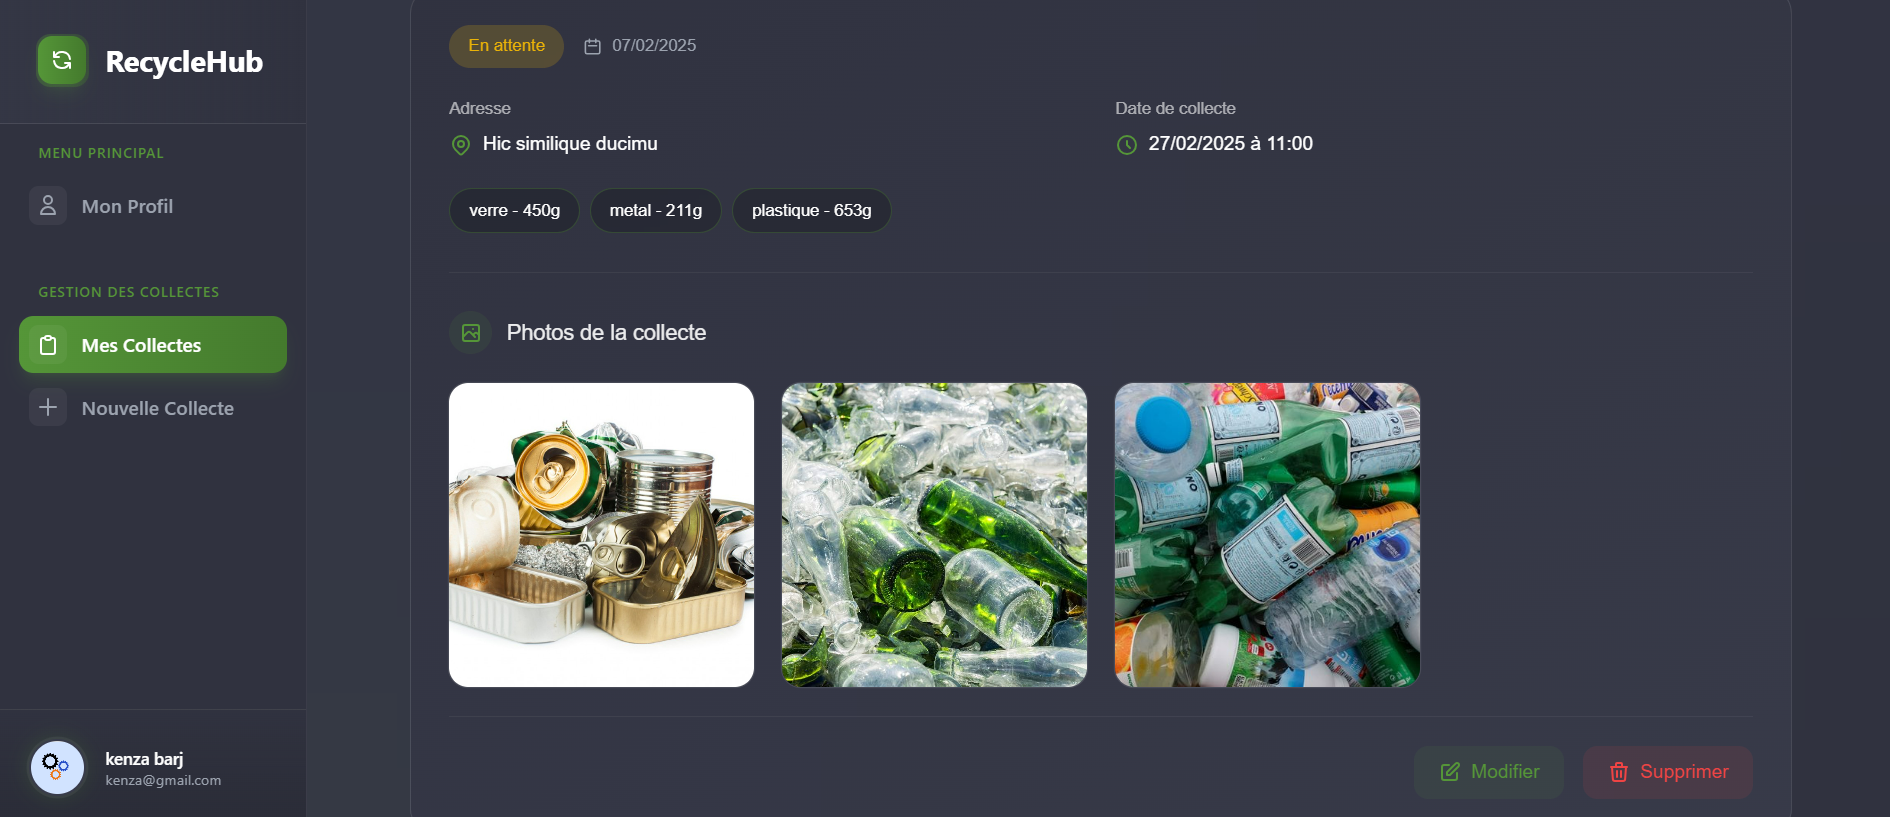 RecycleHub
MENU PRINCIPAL
Mon Profil
GESTION DES COLLECTES
Mes Collectes
Nouvelle Collecte
kenza barj
kenza@gmail.com
En attente
07/02/2025
Adresse
Hic similique ducimu
Date de collecte
27/02/2025 à 11:00
verre - 450g
metal - 211g
plastique - 653g
Photos de la collecte
Modifier
Supprimer